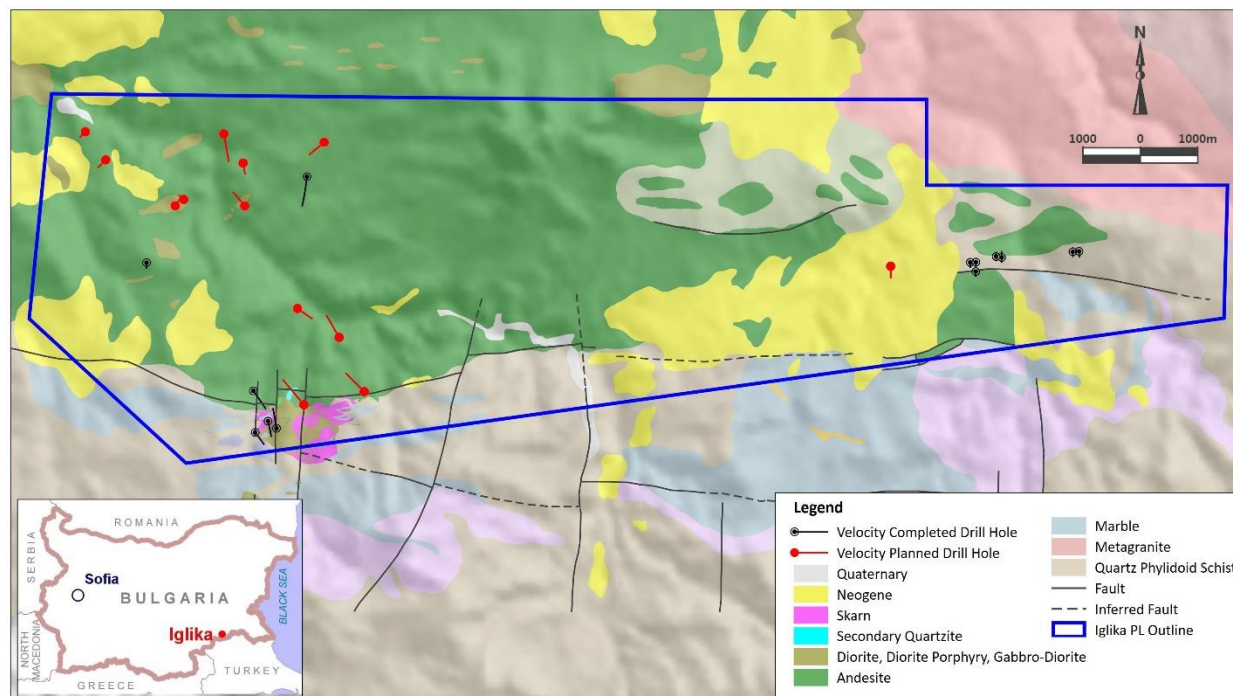 N
1000 0 1000m
Legend
Velocity Completed Drill Hole
Velocity Planned Drill Hole
Quaternary
Neogene
Skarn
Secondary Quartzite
Diorite, Diorite Porphyry, Gabbro-Diorite
Andesite
Marble
Metagranite
Quartz Phylidoid Schist
Fault
Inferred Fault
Iglika PL Outline
ROMANIA
SERBIA
Sofia
BULGARIA
BLACK SEA
Iglika
NORTH
MACEDONIA
TURKEY
GREECE